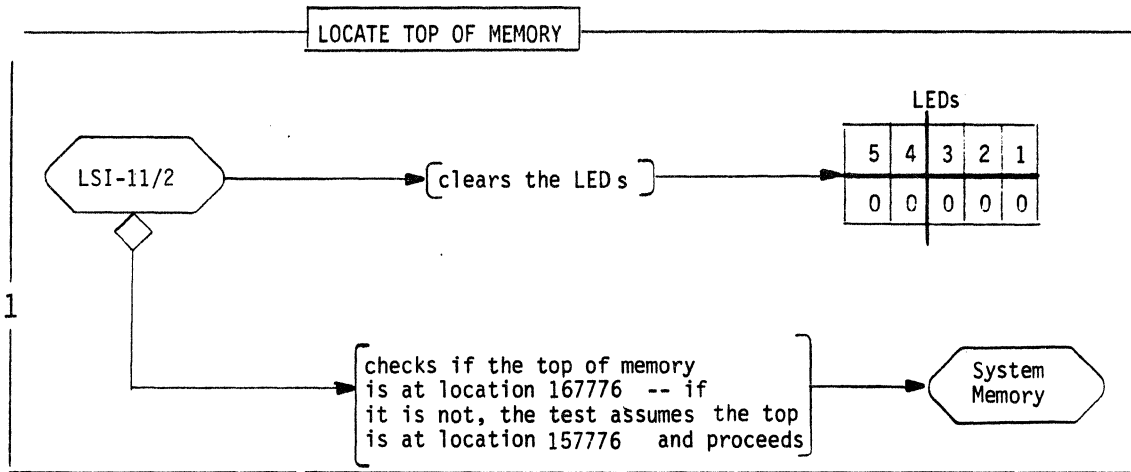 LOCATE TOP OF MEMORY
LEDs
5 4 3 2 1
0 0 0 0 0
LSI-11/2
clears the LEDs
1
checks if the top of memory
is at location 167776 -- if
it is not, the test assumes the top
is at location 157776 and proceeds
System
Memory